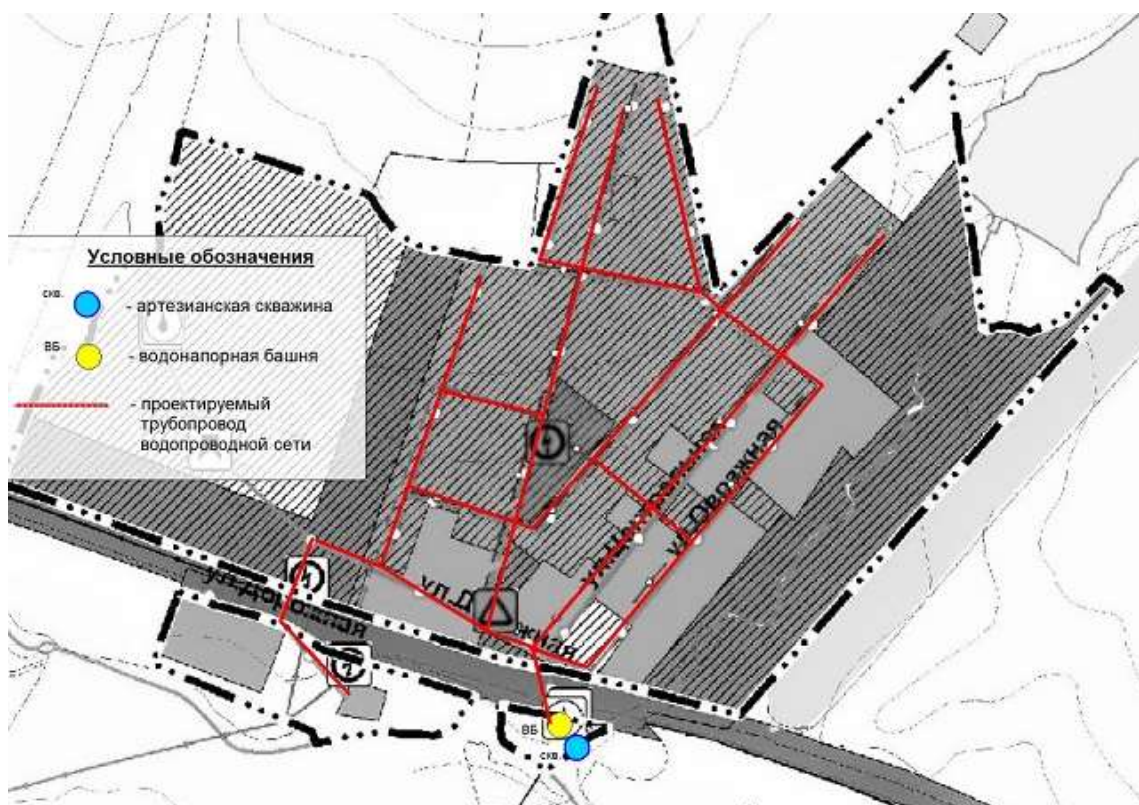 Условные обозначения
скв.
- артезианская скважина
ВБ
- водонапорная башня
- проектируемый
трубопровод
водопроводной сети
ул.Овражная
ул.Дорожная
ВБ
скв.